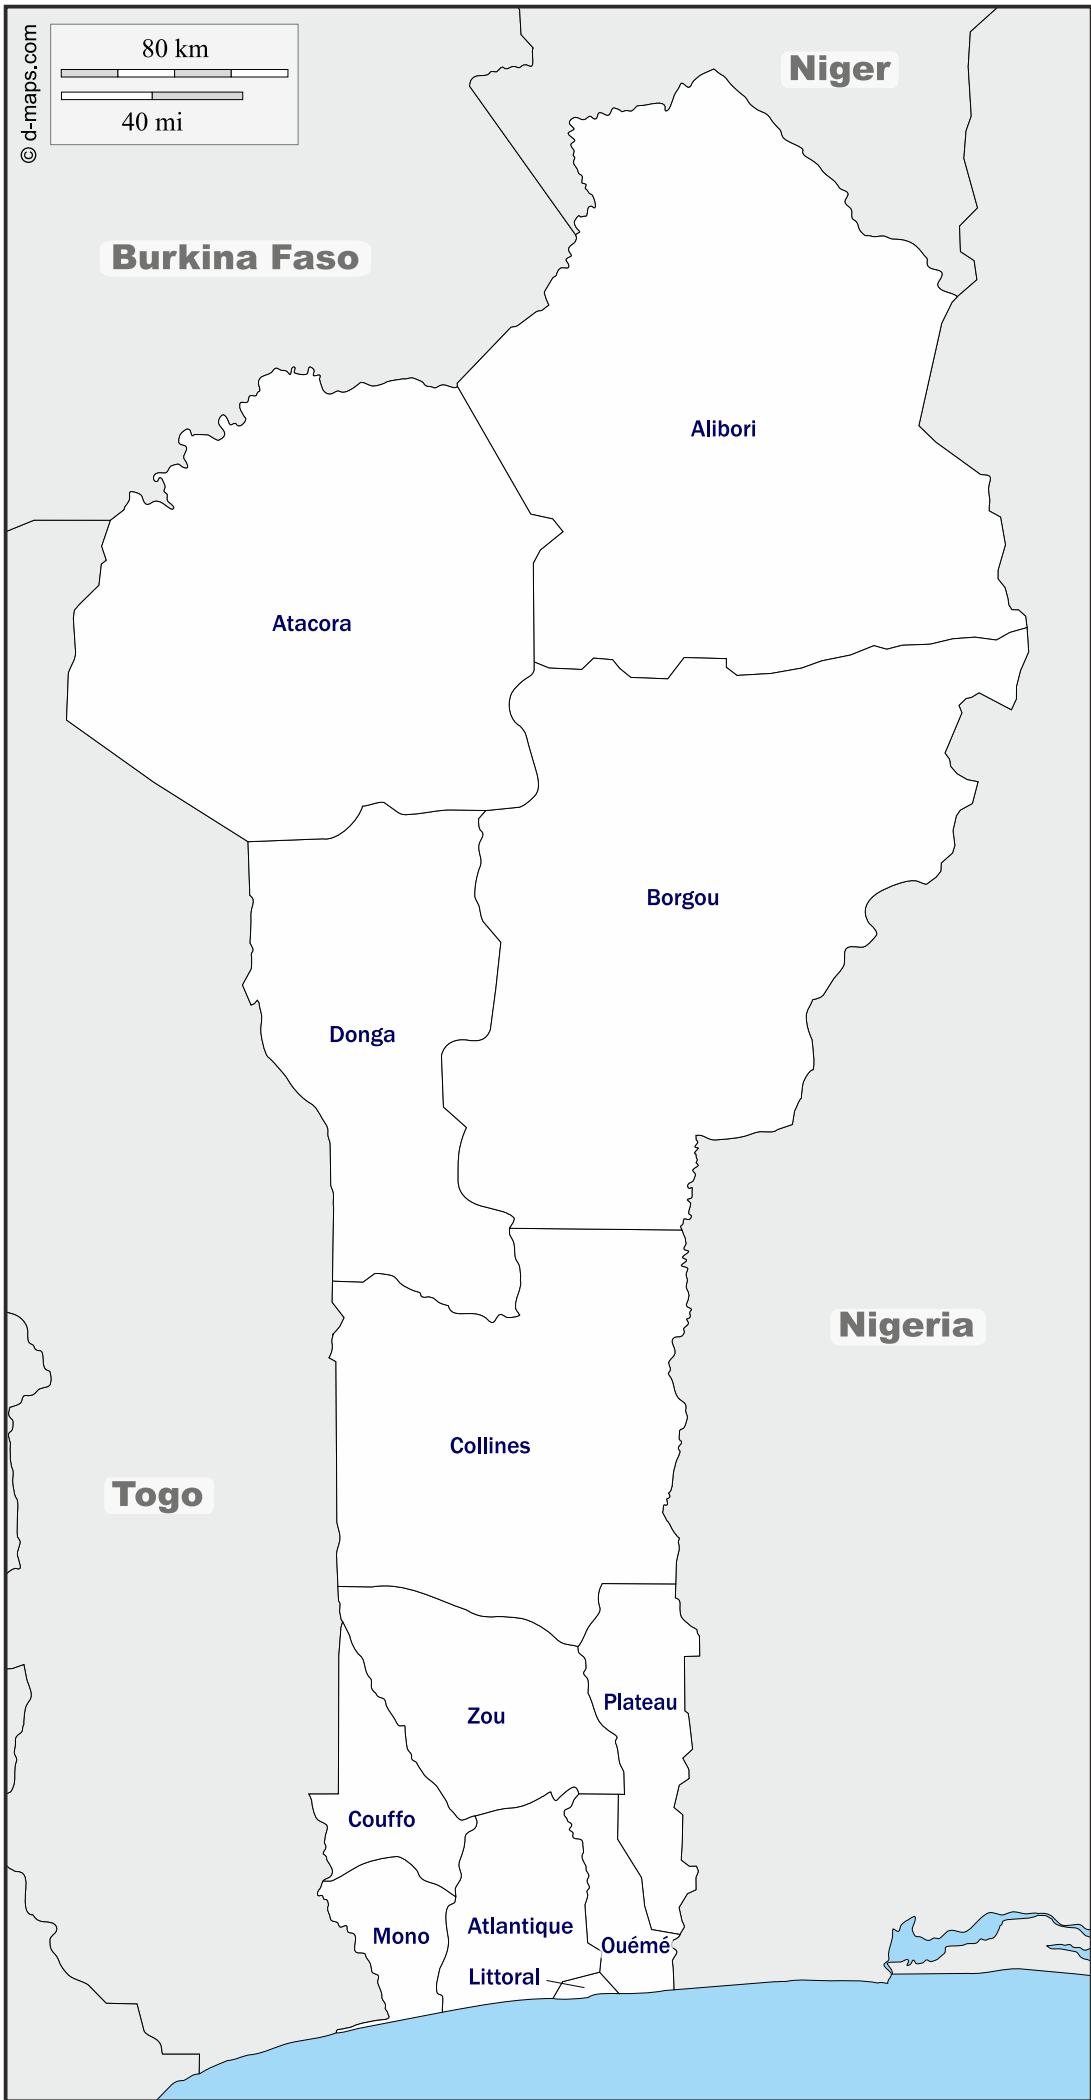 © d-maps.com
80 km
40 mi
Niger
Burkina Faso
Alibori
Atacora
Borgou
Donga
Nigeria
Collines
Togo
Plateau
Zou
Couffo
Atlantique
Mono
Ouémé
Littoral